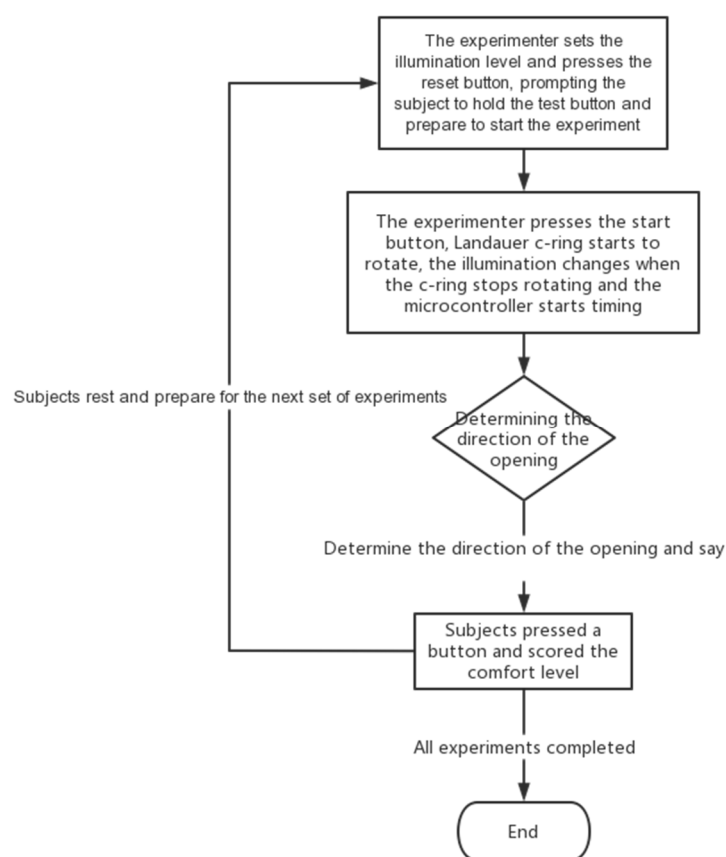 The experimenter sets the
illumination level and presses the
reset button, prompting the
subject to hold the test button and
prepare to start the experiment
The experimenter presses the start
button, Landauer c-ring starts to
rotate, the illumination changes when
the c-ring stops rotating and the
microcontroller starts timing
Subjects rest and prepare for the next set of experiments
Determining the
direction of the
opening
Determine the direction of the opening and say
Subjects pressed a
button and scored the
comfort level
All experiments completed
End